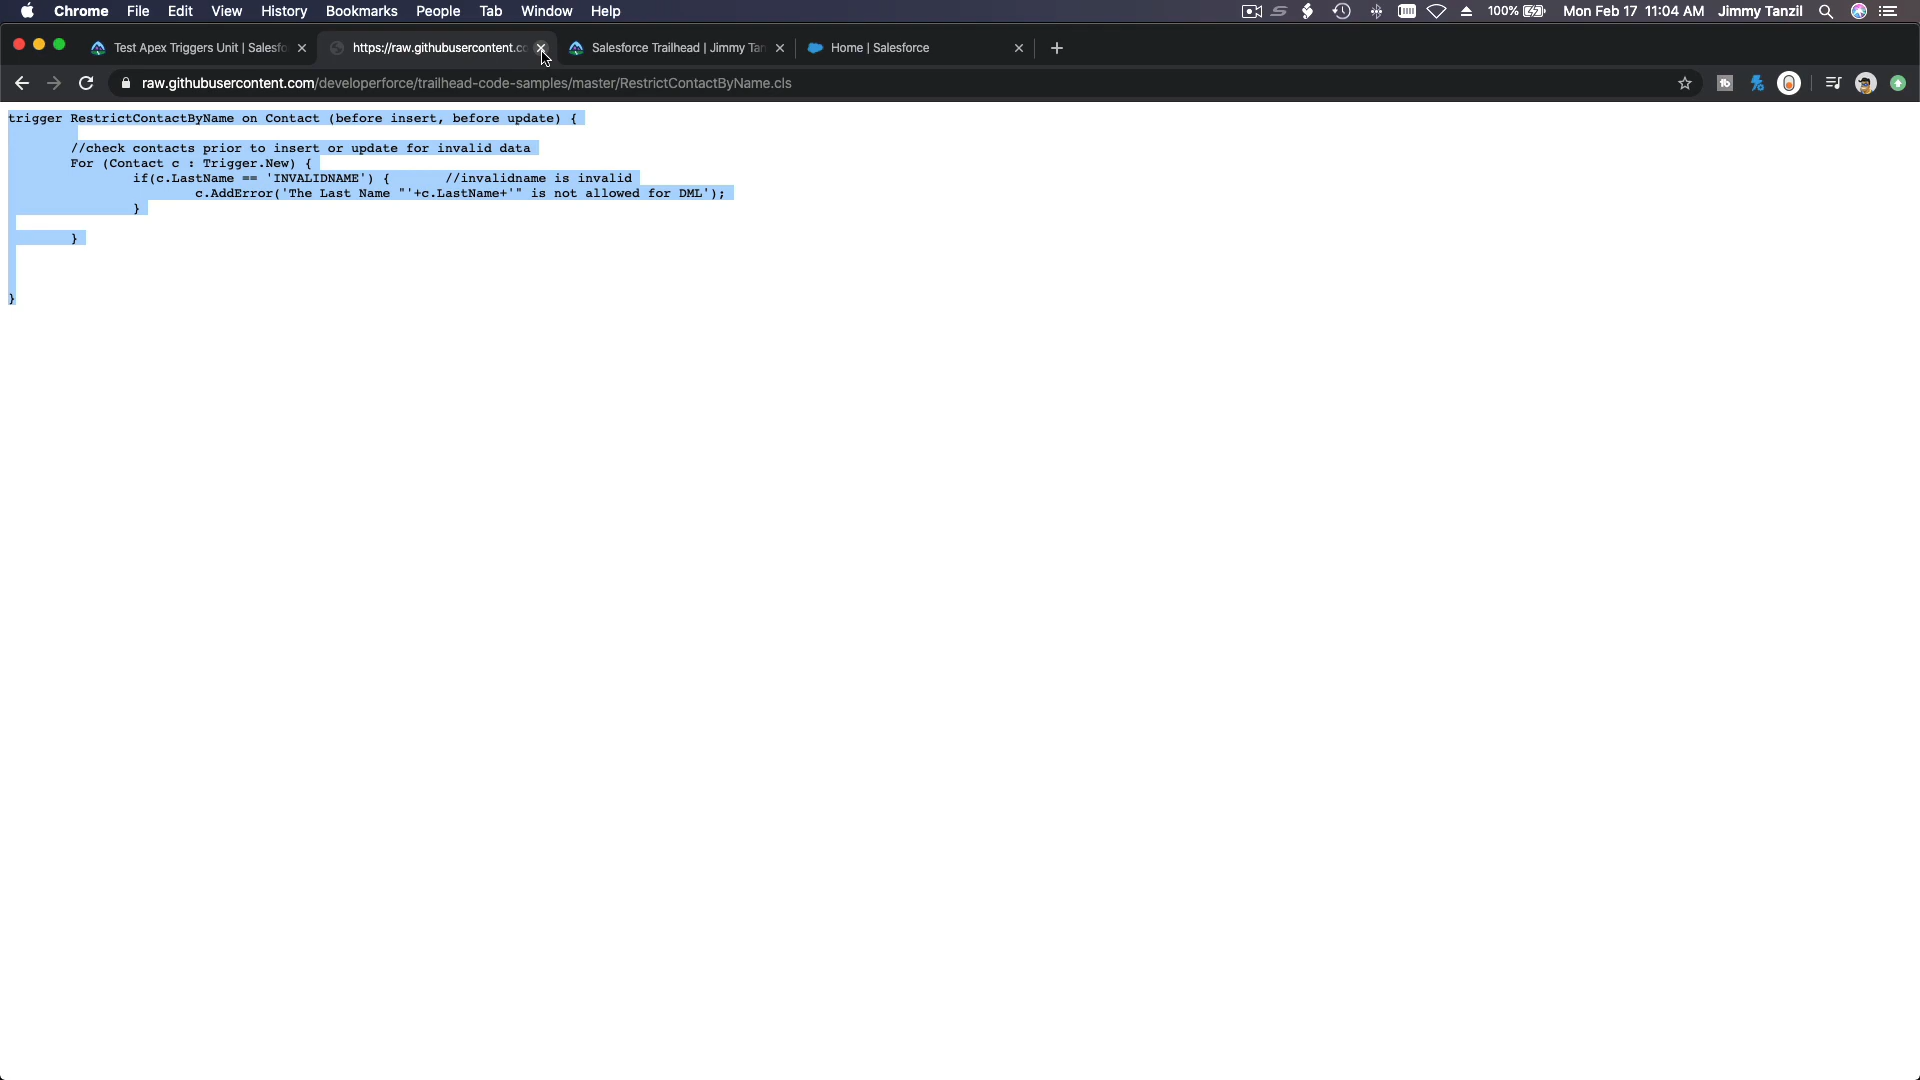 Chrome File Edit View History Bookmarks People Tab Window Help 100% Mon Feb 17 11:04 AM Jimmy Tanzil
Test Apex Triggers Unit | Salesfo https://raw.githubusercontent.co Salesforce Trailhead | Jimmy Tan Home | Salesforce
raw.githubusercontent.com/developerforce/trailhead-code-samples/master/RestrictContactByName.cls
trigger RestrictContactByName on Contact (before insert, before update) {
//check contacts prior to insert or update for invalid data
For (Contact c : Trigger.New) {
if(c.LastName == 'INVALIDNAME') { //invalidname is invalid
c.AddError('The Last Name "'+c.LastName+'" is not allowed for DML');
}
}
}